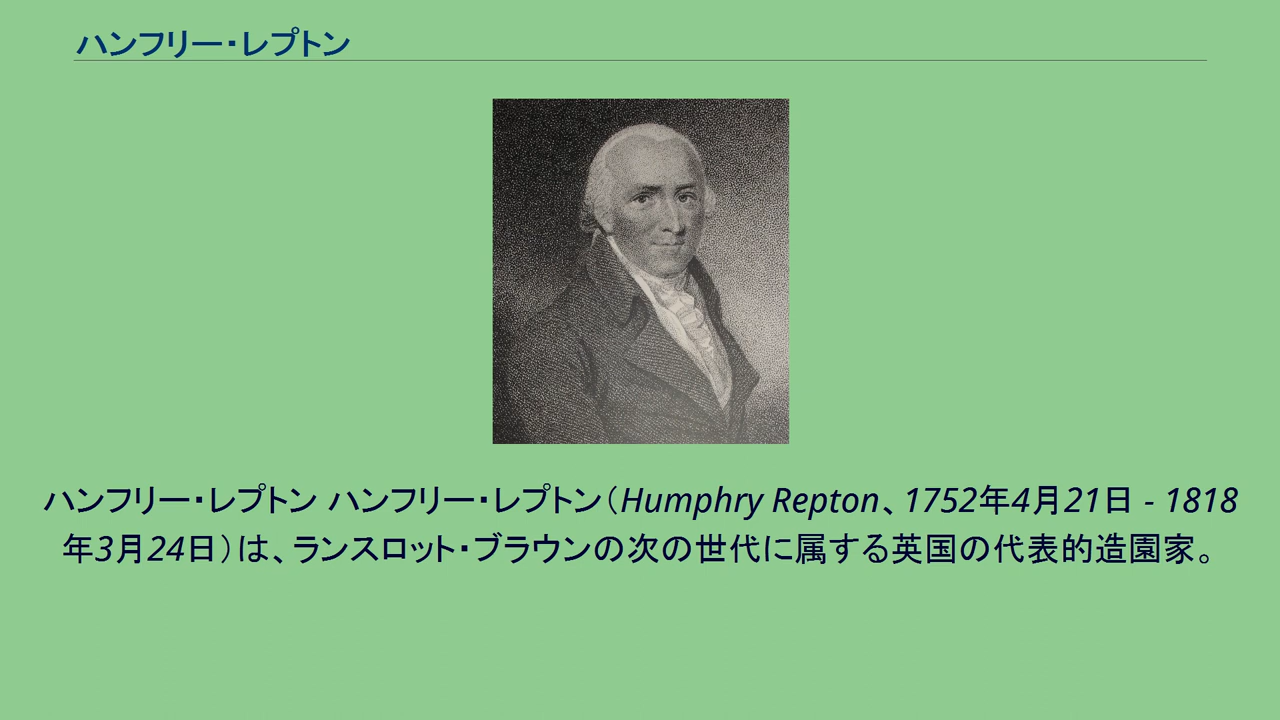 ハンフリー・レプトン
ハンフリー・レプトン ハンフリー・レプトン（Humphry Repton、1752年4月21日 - 1818
年3月24日）は、ランスロット・ブラウンの次の世代に属する英国の代表的造園家。